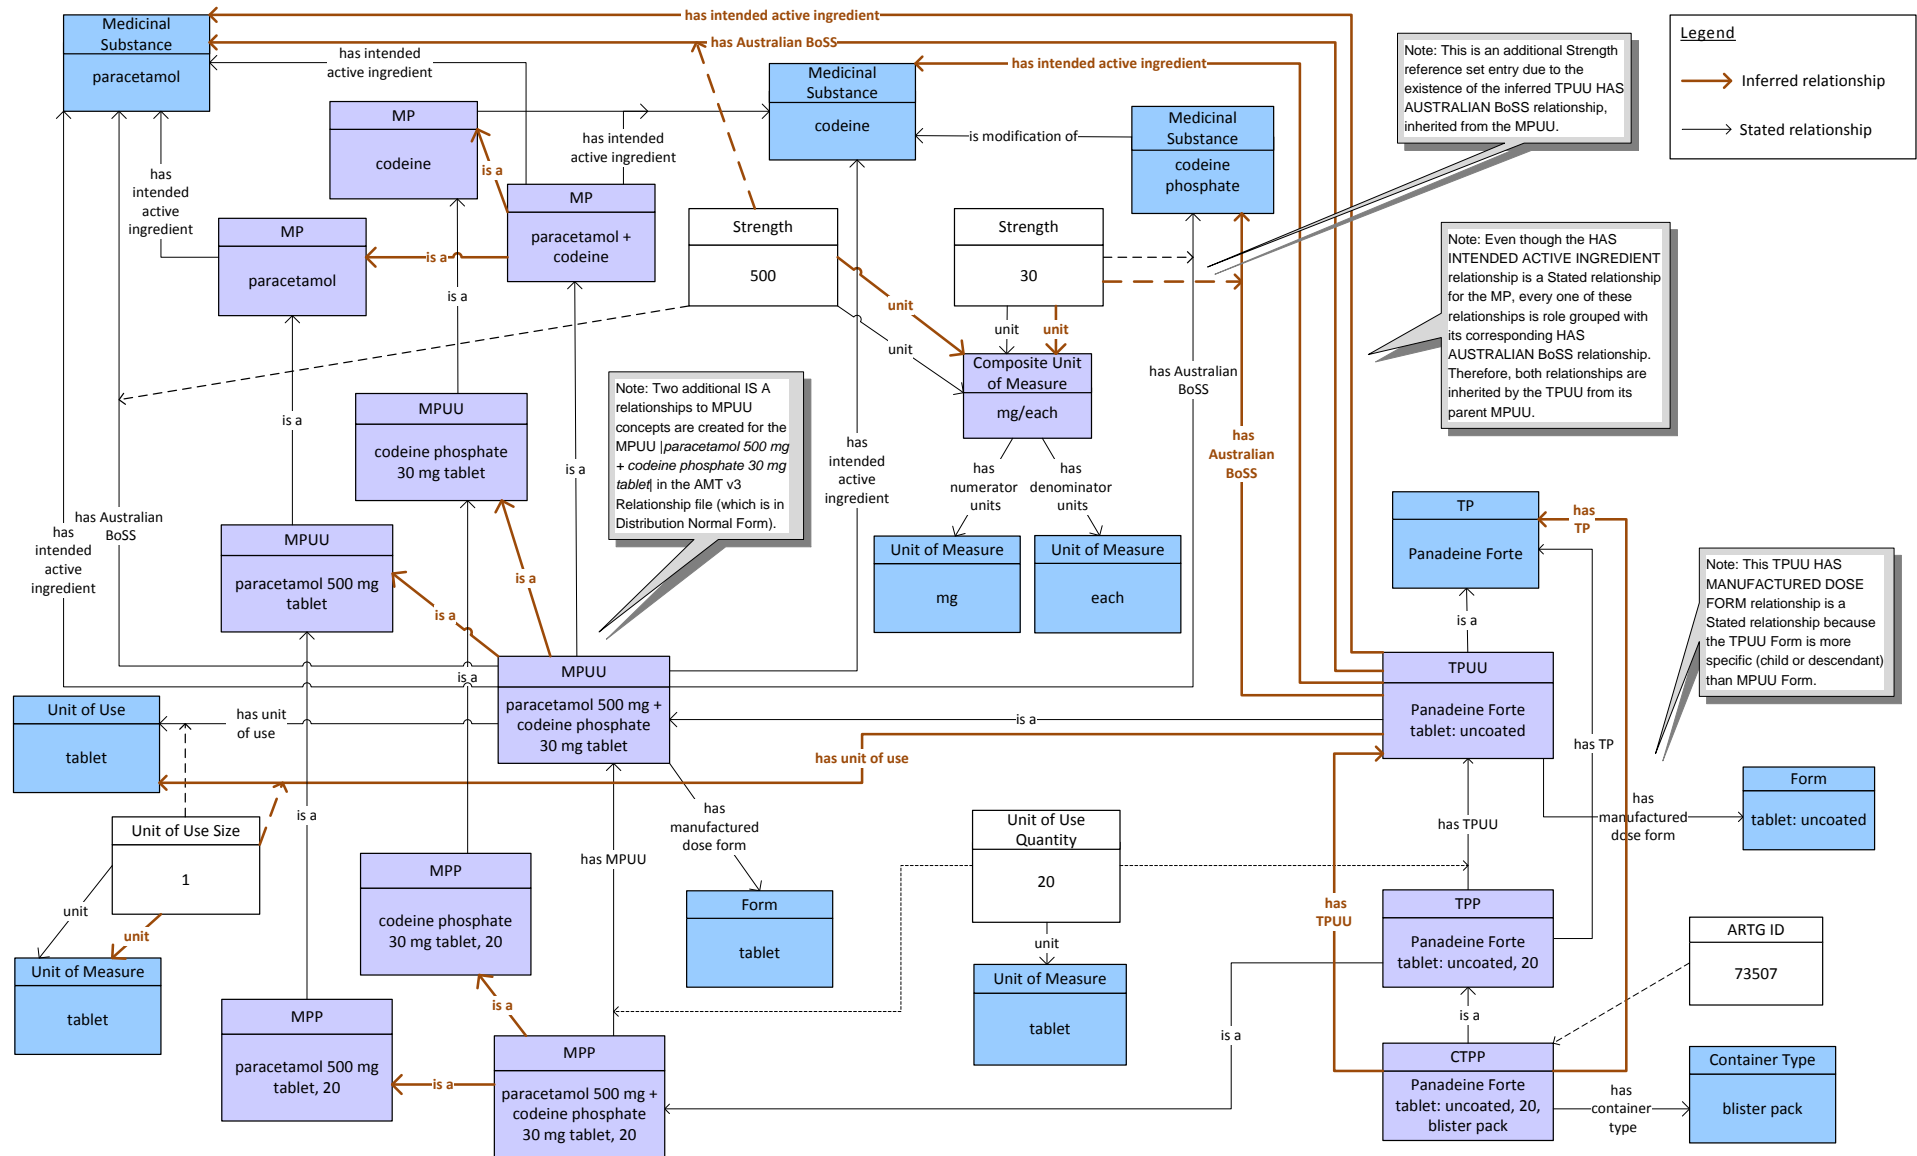 Medicinal
Substance
paracetamol
has intended active ingredient
has Australian BoSS
has intended
active ingredient
has intended active ingredient
Medicinal
Substance
codeine
is modification of
Medicinal
Substance
codeine
phosphate
Note: This is an additional Strength
reference set entry due to the
existence of the inferred TPUU HAS
AUSTRALIAN BoSS relationship,
inherited from the MPUU.
Legend
Inferred relationship
Stated relationship
MP
codeine
has intended
active ingredient
is a
MP
paracetamol +
codeine
has
intended
active
ingredient
MP
paracetamol
is a
Strength
500
Strength
30
unit
unit
unit
unit
Note: Even though the HAS
INTENDED ACTIVE INGREDIENT
relationship is a Stated relationship
for the MP, every one of these
relationships is role grouped with
its corresponding HAS
AUSTRALIAN BoSS relationship.
Therefore, both relationships are
inherited by the TPUU from its
parent MPUU.
is a
is a
is a
Composite Unit
of Measure
mg/each
has Australian
BoSS
Note: Two additional IS A
relationships to MPUU
concepts are created for the
MPUU |paracetamol 500 mg
+ codeine phosphate 30 mg
tablet| in the AMT v3
Relationship file (which is in
Distribution Normal Form).
MPUU
codeine phosphate
30 mg tablet
has
intended
active
ingredient
has
Australian
BoSS
has
numerator
units
has
denominator
units
has
intended
active
ingredient
has Australian
BoSS
MPUU
paracetamol 500 mg
tablet
is a
is a
Unit of Measure
mg
Unit of Measure
each
TP
Panadeine Forte
has
TP
Note: This TPUU HAS
MANUFACTURED DOSE
FORM relationship is a
Stated relationship because
the TPUU Form is more
specific (child or descendant)
than MPUU Form.
is a
is a
MPUU
paracetamol 500 mg +
codeine phosphate
30 mg tablet
TPUU
Panadeine Forte
tablet: uncoated
is a
Unit of Use
tablet
has unit
of use
has unit of use
has TP
Form
tablet: uncoated
has
manufactured
dose form
is a
Unit of Use Size
1
has
manufactured
dose form
has MPUU
Unit of Use
Quantity
20
has TPUU
MPP
codeine phosphate
30 mg tablet, 20
Form
tablet
has
TPUU
TPP
Panadeine Forte
tablet: uncoated, 20
ARTG ID
73507
unit
unit
Unit of Measure
tablet
unit
Unit of Measure
tablet
is a
MPP
paracetamol 500 mg
tablet, 20
is a
MPP
paracetamol 500 mg +
codeine phosphate
30 mg tablet, 20
is a
is a
CTPP
Panadeine Forte
tablet: uncoated, 20,
blister pack
has
container
type
Container Type
blister pack